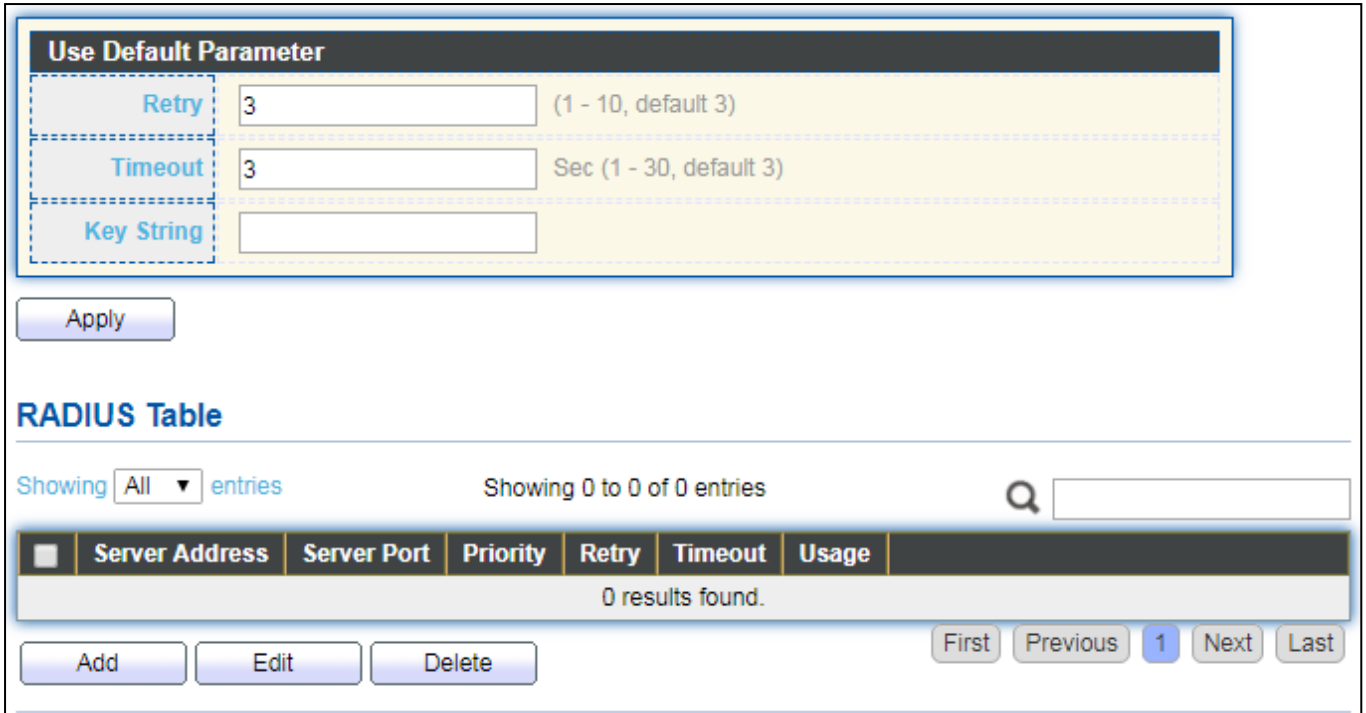 Use Default Parameter
Retry 3 (1 - 10, default 3)
Timeout 3 Sec (1 - 30, default 3)
Key String
Apply
RADIUS Table
Showing All entries Showing 0 to 0 of 0 entries
Server Address Server Port Priority Retry Timeout Usage
0 results found.
Add Edit Delete First Previous 1 Next Last